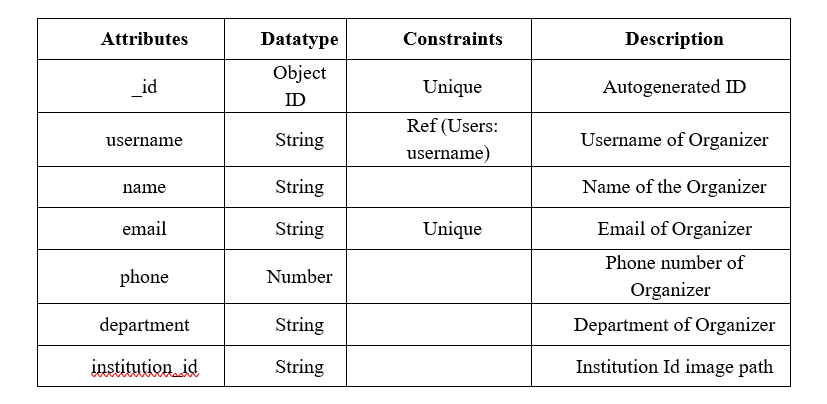 Attributes Datatype Constraints Description
_id Object ID Unique Autogenerated ID
username String Ref (Users: username) Username of Organizer
name String Name of the Organizer
email String Unique Email of Organizer
phone Number Phone number of Organizer
department String Department of Organizer
institution_id String Institution Id image path